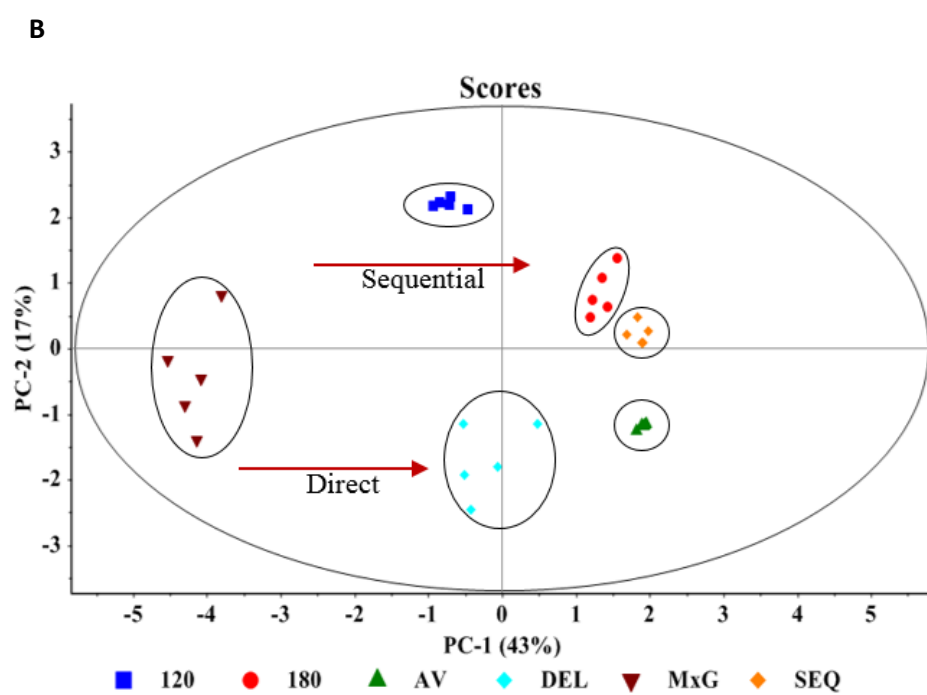 B
Scores
3
2
1
0
-1
-2
-3
PC-2 (17%)
Sequential
Direct
-5 -4 -3 -2 -1 0 1 2 3 4 5
PC-1 (43%)
120 180 AV DEL MxG SEQ